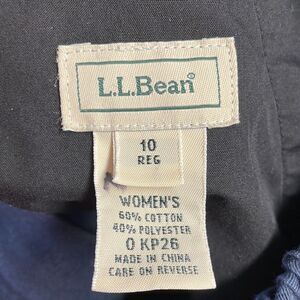 L.L.Bean®
10
REG
WOMEN'S
60% COTTON
40% POLYESTER
0 KP26
MADE IN CHINA
CARE ON REVERSE